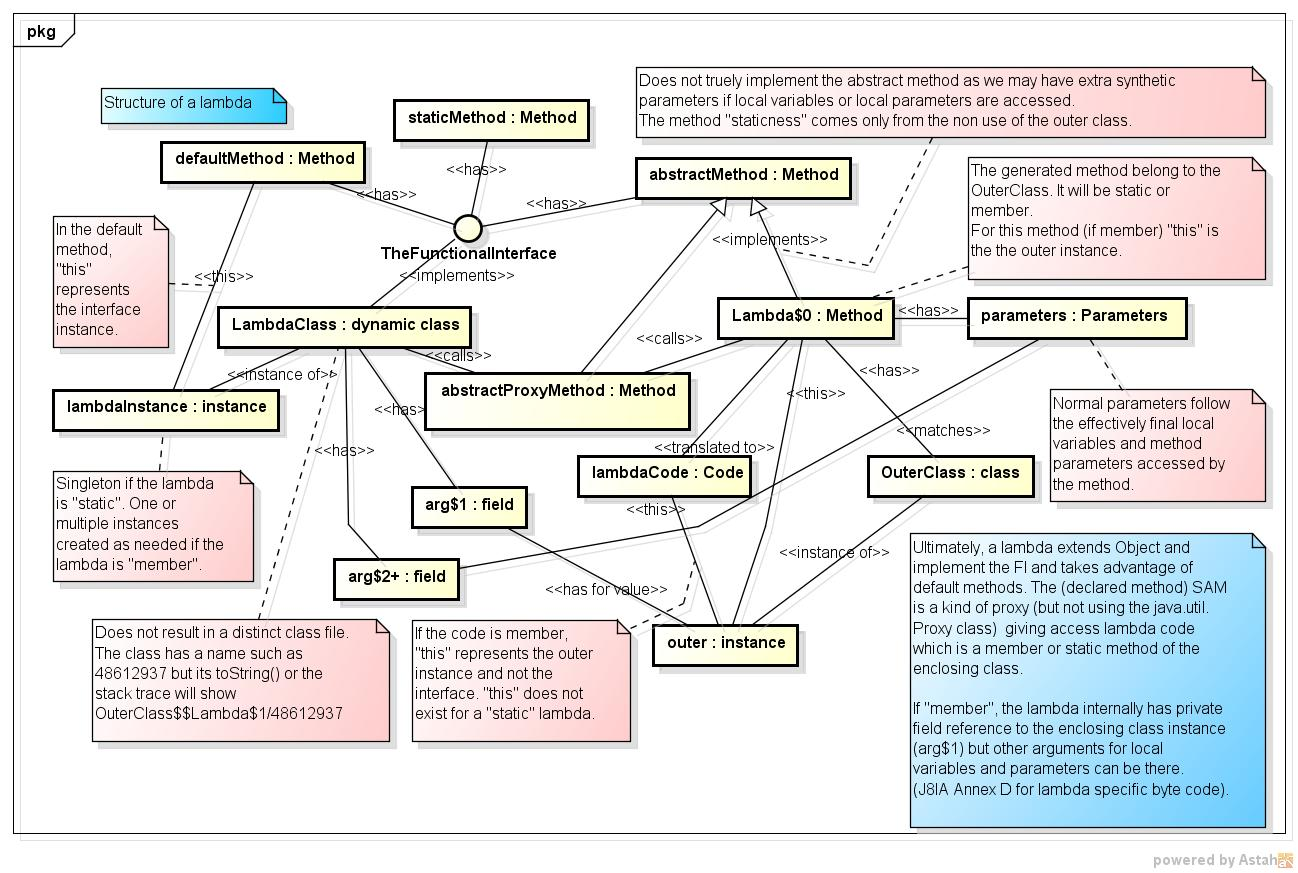 pkg
Structure of a lambda
staticMethod : Method
Does not truely implement the abstract method as we may have extra synthetic
parameters if local variables or local parameters are accessed.
The method "staticness" comes only from the non use of the outer class.
defaultMethod : Method
<<has>>
abstractMethod : Method
The generated method belong to the
OuterClass. It will be static or
member.
For this method (if member) "this" is
the the outer instance.
<<has>>
<<has>>
In the default
method,
"this"
represents
the interface
instance.
TheFunctionalInterface
<<implements>>
<<this>>
<<implements>>
LambdaClass : dynamic class
Lambda$0 : Method
<<has>>
parameters : Parameters
<<calls>>
<<calls>>
<<instance of>>
<<has>>
lambdaInstance : instance
abstractProxyMethod : Method
<<this>>
<<has>>
Normal parameters follow
the effectively final local
variables and method
parameters accessed by
the method.
<<matches>>
<<has>>
<<translated to>>
Singleton if the lambda
is "static". One or
multiple instances
created as needed if the
lambda is "member".
lambdaCode : Code
OuterClass : class
arg$1 : field
<<this>>
<<instance of>>
arg$2+ : field
<<has for value>>
Ultimately, a lambda extends Object and
implement the FI and takes advantage of
default methods. The (declared method) SAM
is a kind of proxy (but not using the java.util.
Proxy class)  giving access lambda code
which is a member or static method of the
enclosing class.
If "member", the lambda internally has private
field reference to the enclosing class instance
(arg$1) but other arguments for local
variables and parameters can be there.
(J8IA Annex D for lambda specific byte code).
Does not result in a distinct class file.
The class has a name such as
48612937 but its toString() or the
stack trace will show
OuterClass$$Lambda$1/48612937
If the code is member,
"this" represents the outer
instance and not the
interface. "this" does not
exist for a "static" lambda.
outer : instance
powered by Astah